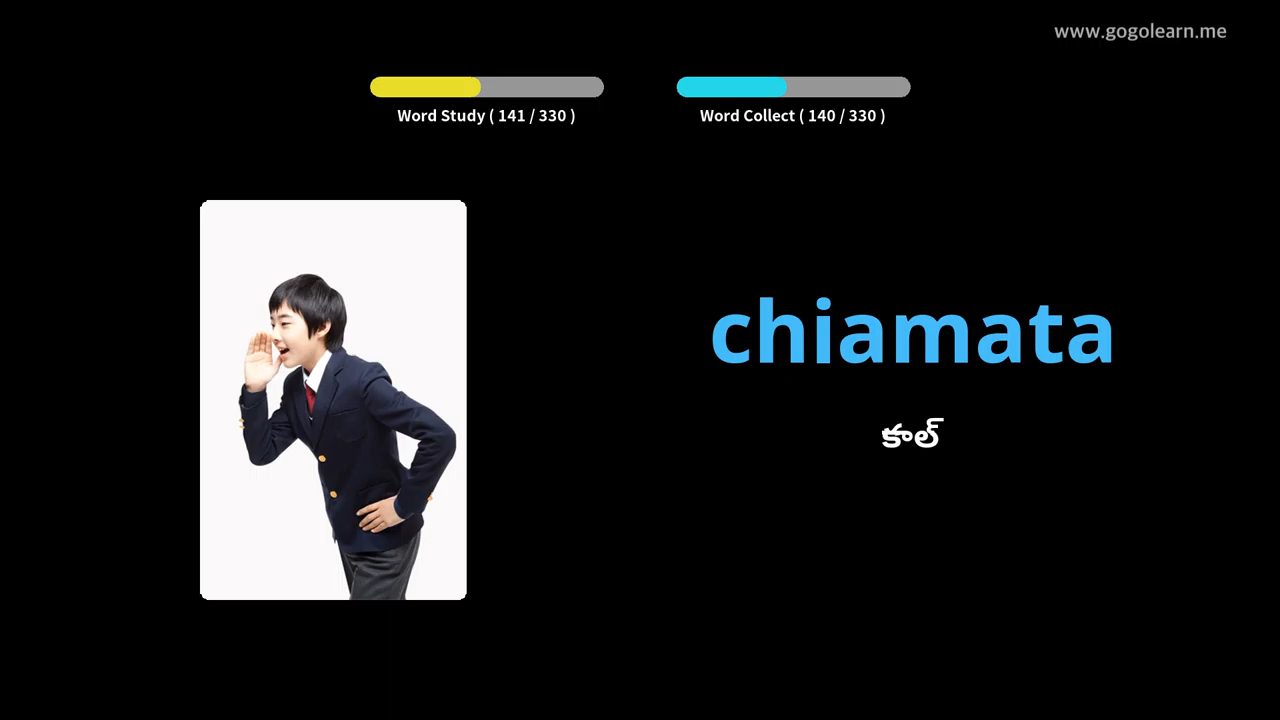 www.gogolearn.me
Word Study ( 141 / 330 )
Word Collect ( 140 / 330 )
chiamata
కాల్